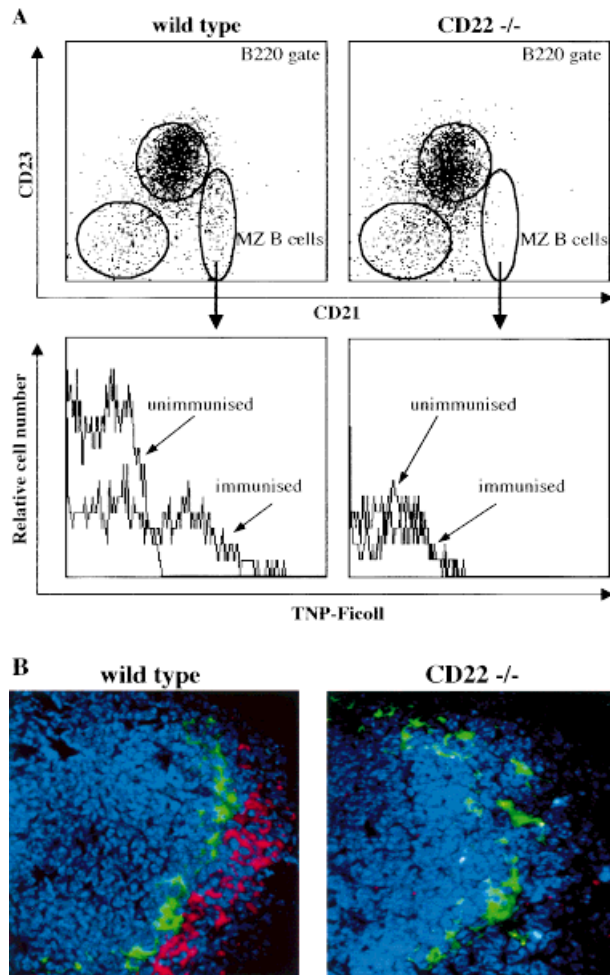 A
wild type
CD22 -/-
B220 gate
B220 gate
CD23
MZ B cells
MZ B cells
CD21
Relative cell number
unimmunised
immunised
unimmunised
immunised
TNP-Ficoll
B
wild type
CD22 -/-